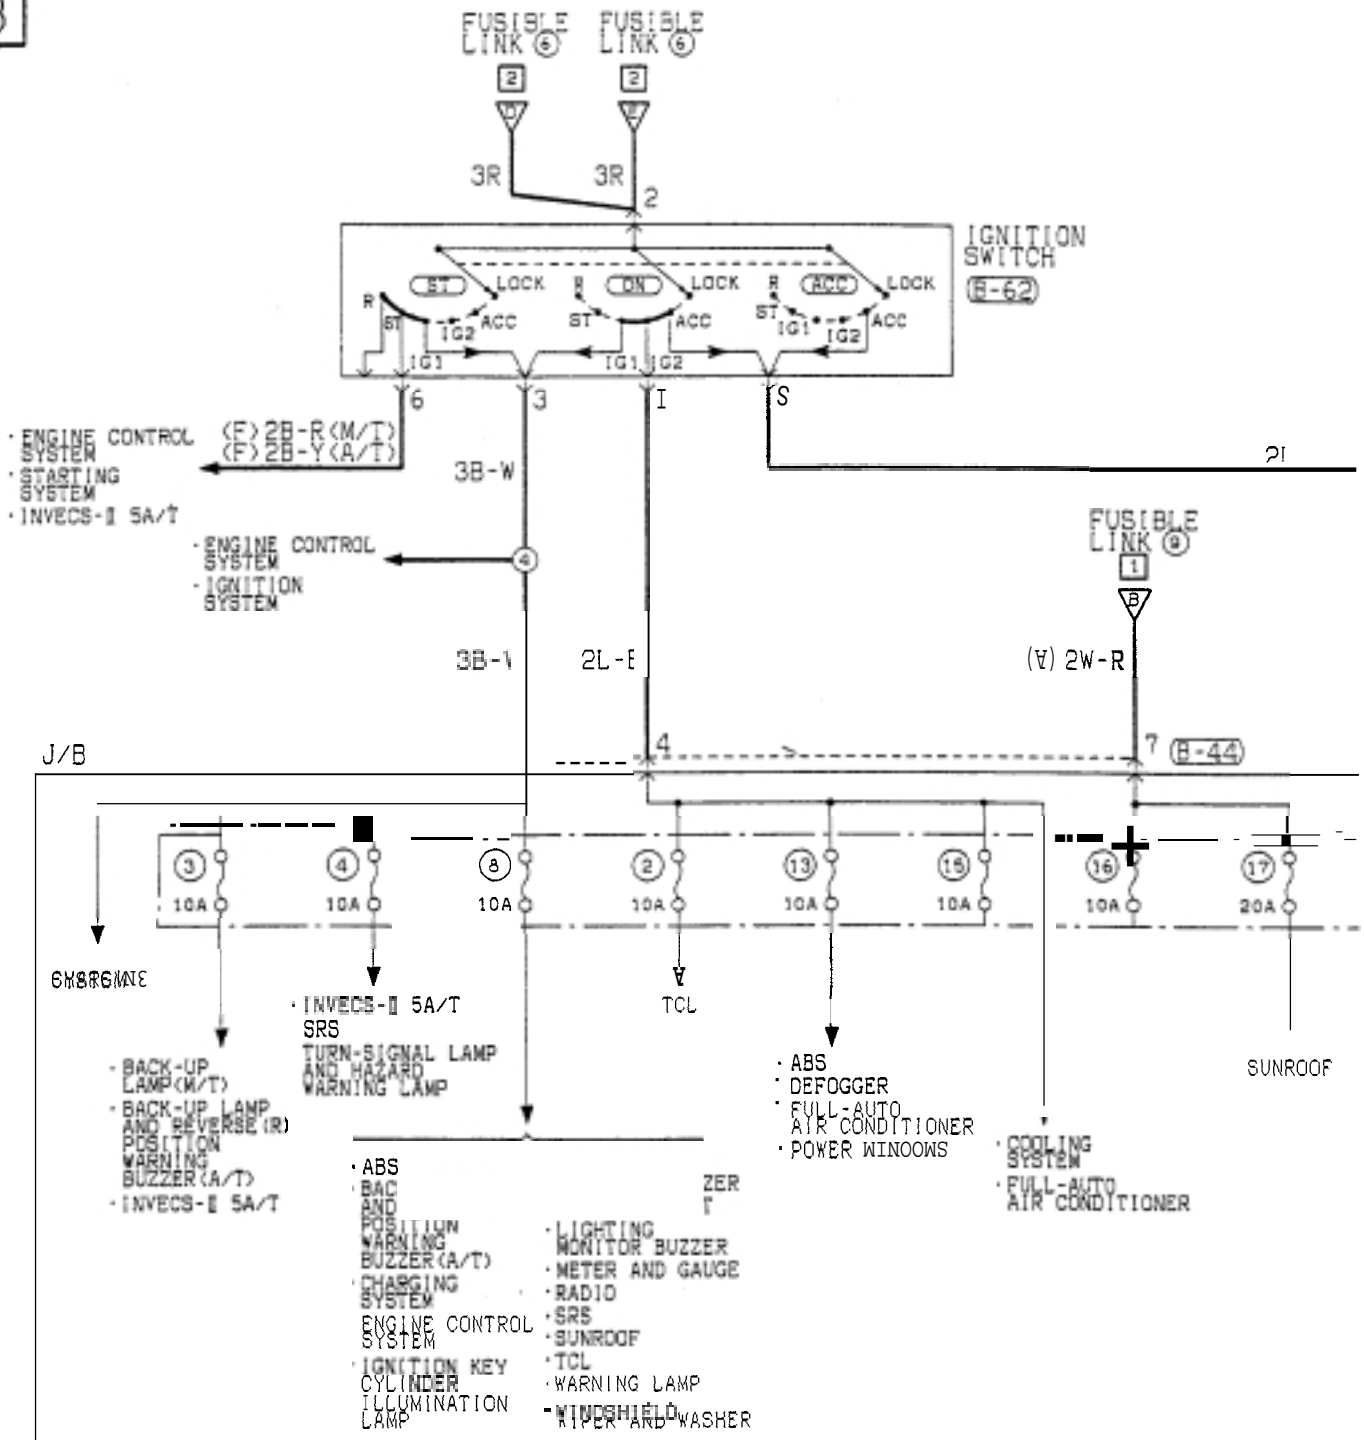 FUSIBLE LINK ⑥
FUSIBLE LINK ⑥
2
2
D
E
3R
3R
2
IGNITION
SWITCH
B-62
ST
LOCK
R
ST
IG1
IG2
ACC
ON
LOCK
R
ST
IG1
IG2
ACC
ACC
LOCK
R
ST
IG1
IG2
ACC
6
3
I
S
· ENGINE CONTROL
SYSTEM
· STARTING
SYSTEM
· INVECS-Ⅱ 5A/T
(F) 2B-R (M/T)
(F) 2B-Y (A/T)
3B-W
· ENGINE CONTROL
SYSTEM
· IGNITION
SYSTEM
4
FUSIBLE
LINK ⑨
1
B
3B-
2L-
2W-R
J/B
4
7
B-44
③
10A
④
10A
⑧
10A
②
10A
⑬
10A
⑮
10A
⑯
10A
⑰
20A
· BACK-UP
LAMP(M/T)
· BACK-UP LAMP
AND REVERSE(R)
POSITION
WARNING
BUZZER(A/T)
· INVECS-Ⅱ 5A/T
· INVECS-Ⅱ 5A/T
SRS
TURN-SIGNAL LAMP
AND HAZARD
WARNING LAMP
TCL
· ABS
· DEFOGGER
· FULL-AUTO
AIR CONDITIONER
· POWER WINOOWS
· COOLING
SYSTEM
· FULL-AUTO
AIR CONDITIONER
SUNROOF
· ABS
· BAC
AND
POSITION
WARNING
BUZZER(A/T)
· CHARGING
SYSTEM
ENGINE CONTROL
SYSTEM
· IGNITION KEY
CYLINDER
ILLUMINATION
LAMP
ZER
T
· LIGHTING
MONITOR BUZZER
· METER AND GAUGE
· RADIO
· SRS
· SUNROOF
· TCL
· WARNING LAMP
- WINDSHIELD
WIPER AND WASHER